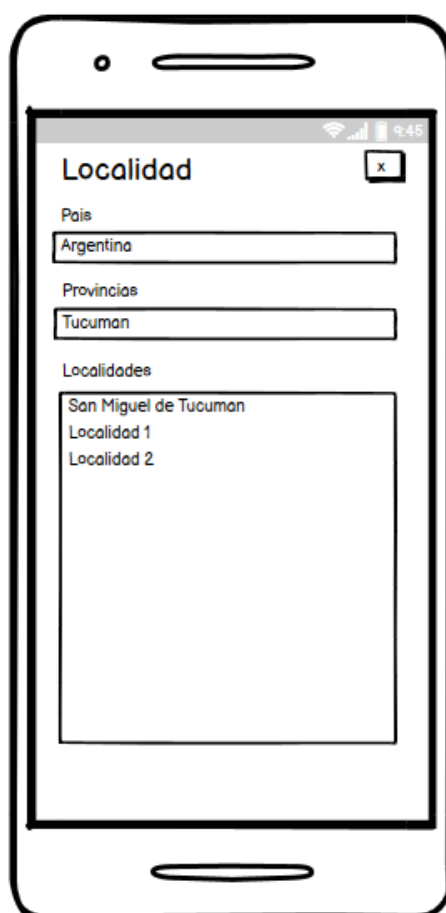 9:45
Localidad
x
Pais
Argentina
Provincias
Tucuman
Localidades
San Miguel de Tucuman
Localidad 1
Localidad 2